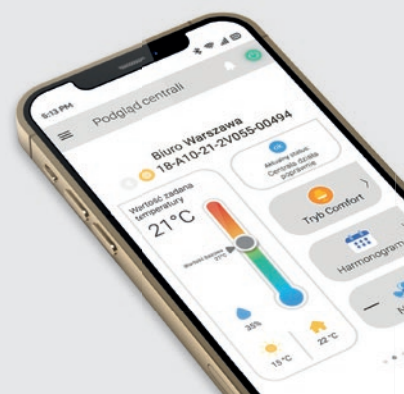 5:13 PM
Podgląd centrali
Biuro Warszawa
18-A10-21-2V055-00494
Wartość zadana
temperatury
21°C
35%
15 °C
22 °C
Aktualny status:
Centrala działa
poprawnie
Tryb Comfort
Harmonogram